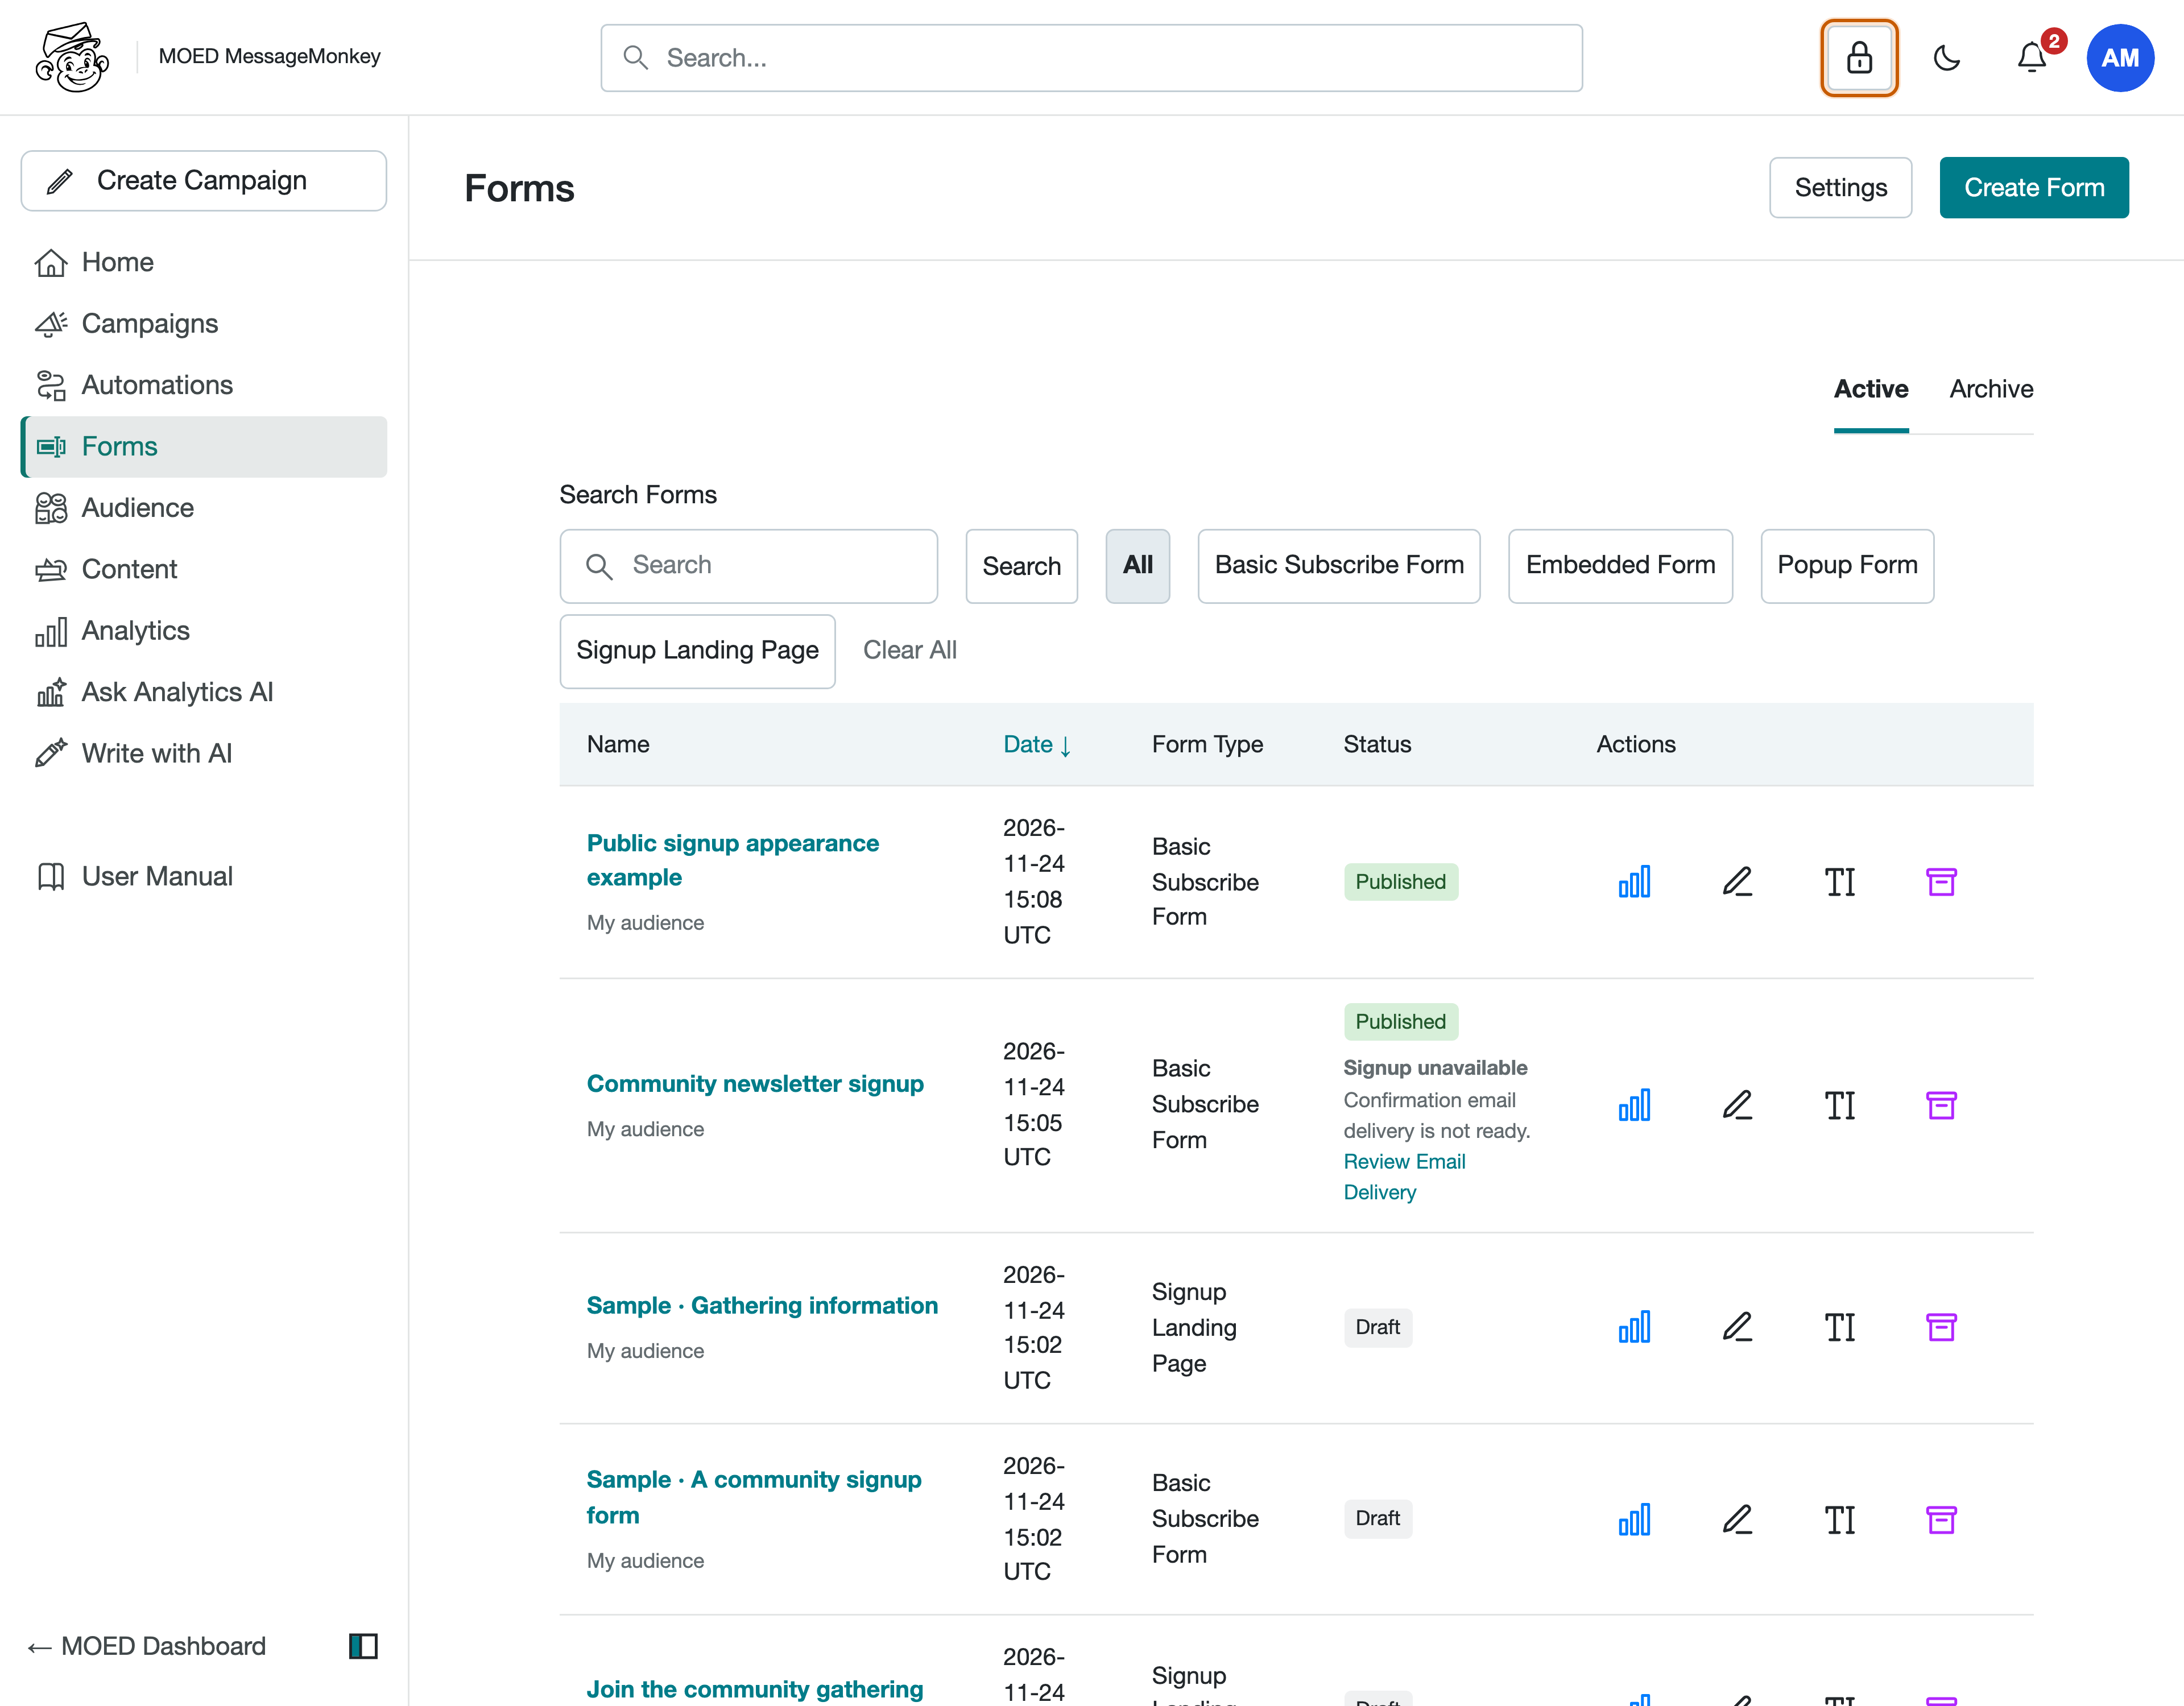 MOED MessageMonkey
Search...
2
AM
Create Campaign
Home
Campaigns
Automations
Forms
Audience
Content
Analytics
Ask Analytics AI
Write with AI
User Manual
← MOED Dashboard
Forms
Settings
Create Form
Active
Archive
Search Forms
Search
Search
All
Basic Subscribe Form
Embedded Form
Popup Form
Signup Landing Page
Clear All
Name
Date ↓
Form Type
Status
Actions
Public signup appearance
example
My audience
2026-
11-24
15:08
UTC
Basic
Subscribe
Form
Published
Community newsletter signup
My audience
2026-
11-24
15:05
UTC
Basic
Subscribe
Form
Published
Signup unavailable
Confirmation email
delivery is not ready.
Review Email
Delivery
Sample · Gathering information
My audience
2026-
11-24
15:02
UTC
Signup
Landing
Page
Draft
Sample · A community signup
form
My audience
2026-
11-24
15:02
UTC
Basic
Subscribe
Form
Draft
Join the community gathering
2026-
11-24
Signup